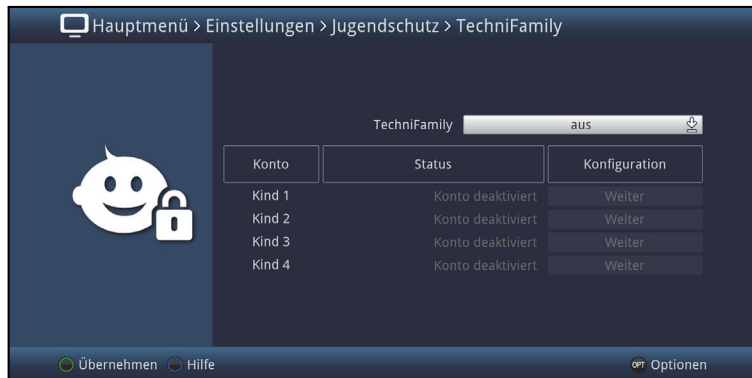 Hauptmenü > Einstellungen > Jugendschutz > TechniFamily
TechniFamily aus
Konto Status Konfiguration
Kind 1 Konto deaktiviert Weiter
Kind 2 Konto deaktiviert Weiter
Kind 3 Konto deaktiviert Weiter
Kind 4 Konto deaktiviert Weiter
Übernehmen Hilfe OPT Optionen